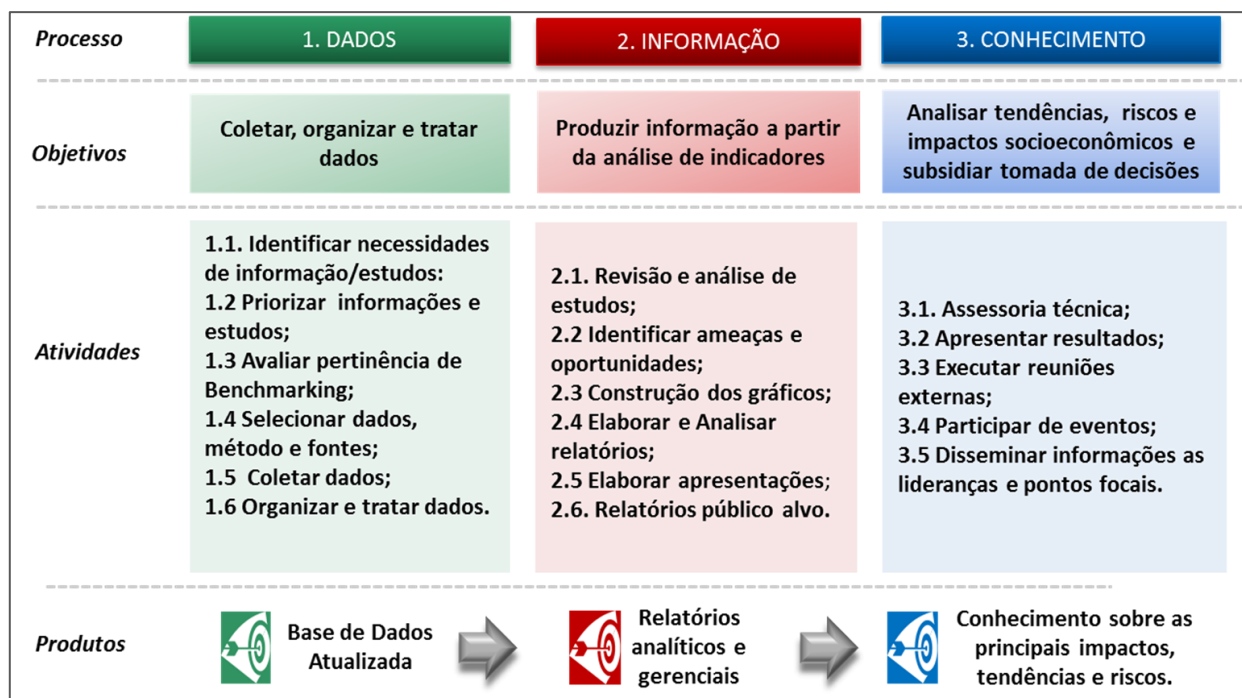 Processo
1. DADOS
2. INFORMAÇÃO
3. CONHECIMENTO
Objetivos
Coletar, organizar e tratar
dados
Produzir informação a partir
da análise de indicadores
Analisar tendências, riscos e
impactos socioeconômicos e
subsidiar tomada de decisões
Atividades
1.1. Identificar necessidades
de informação/estudos:
1.2 Priorizar informações e
estudos;
1.3 Avaliar pertinência de
Benchmarking;
1.4 Selecionar dados,
método e fontes;
1.5 Coletar dados;
1.6 Organizar e tratar dados.
2.1. Revisão e análise de
estudos;
2.2 Identificar ameaças e
oportunidades;
2.3 Construção dos gráficos;
2.4 Elaborar e Analisar
relatórios;
2.5 Elaborar apresentações;
2.6. Relatórios público alvo.
3.1. Assessoria técnica;
3.2 Apresentar resultados;
3.3 Executar reuniões
externas;
3.4 Participar de eventos;
3.5 Disseminar informações as
lideranças e pontos focais.
Produtos
Base de Dados
Atualizada
Relatórios
analíticos e
gerenciais
Conhecimento sobre as
principais impactos,
tendências e riscos.